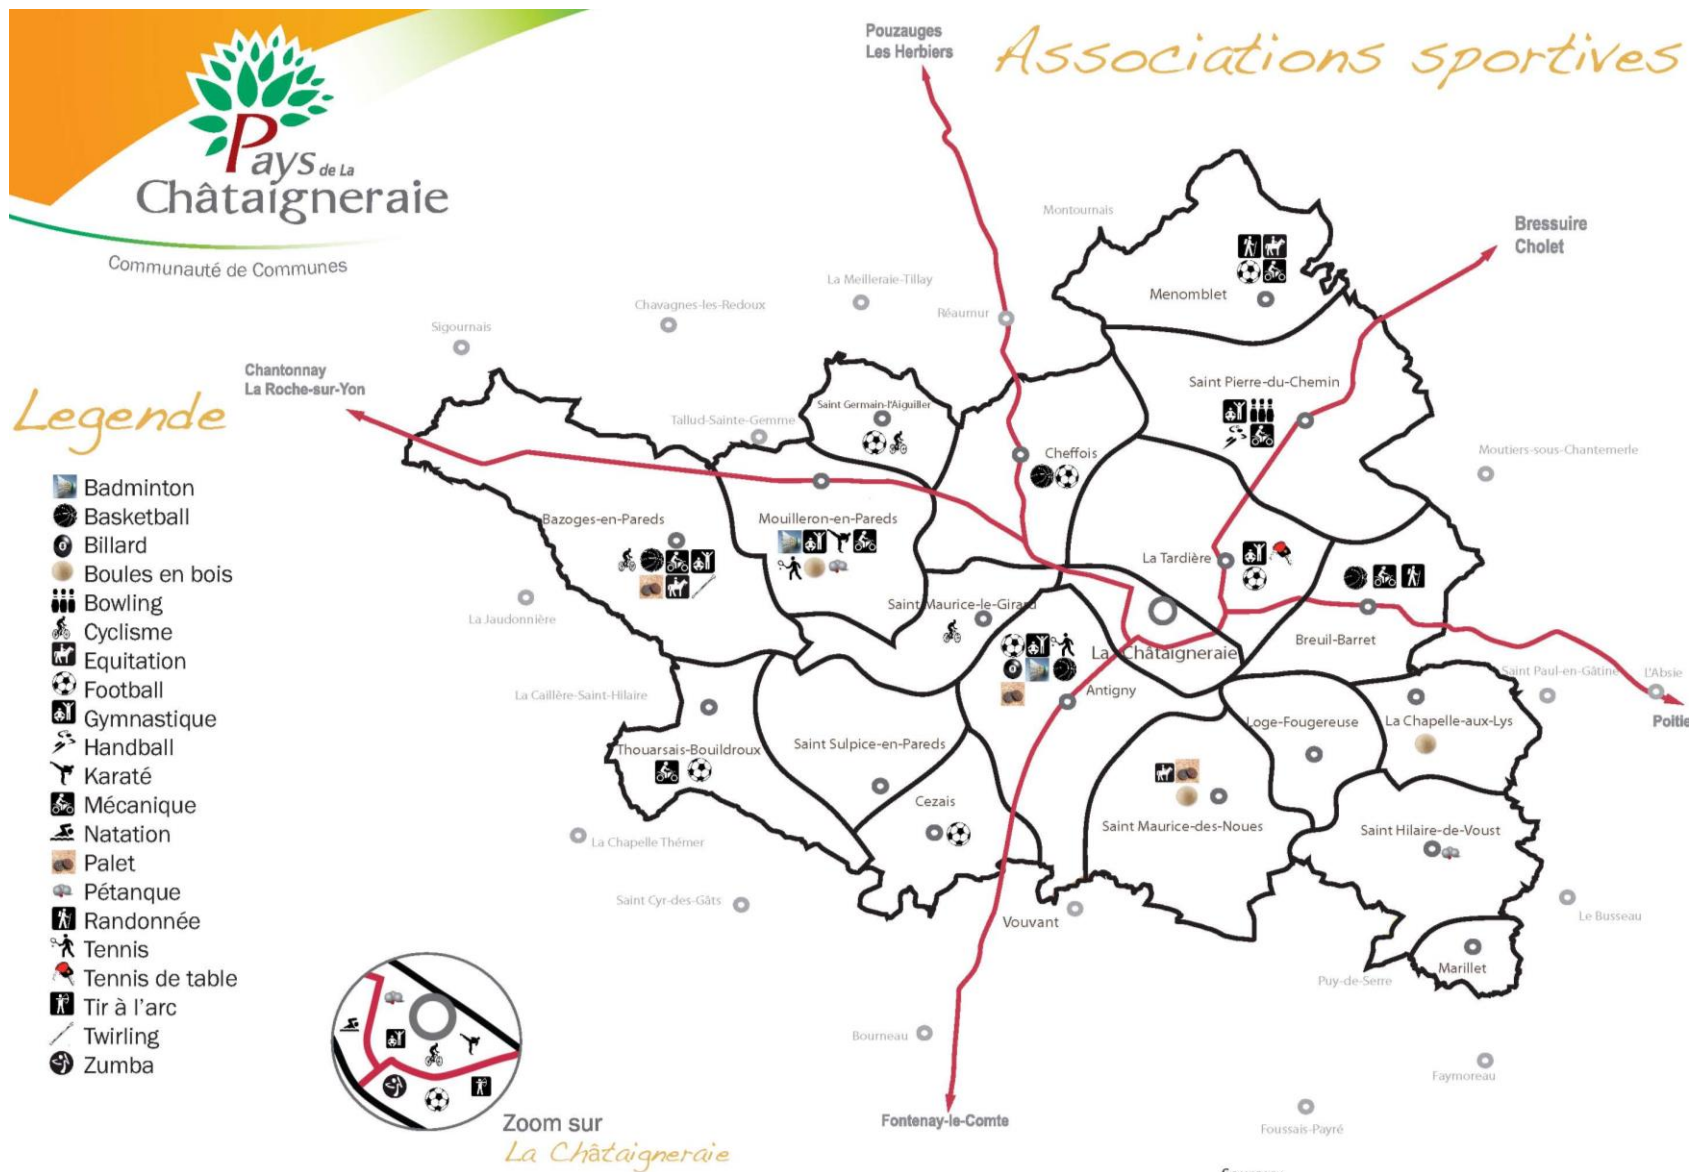 Pays de La
Châtaigneraie
Communauté de Communes
Associations sportives
Pouzauges
Les Herbiers
Bressuire
Cholet
Chantonnay
La Roche-sur-Yon
Montournais
La Meilleraie-Tillay
Chavagnes-les-Redoux
Réaumur
Sigournais
Menomblet
Saint Pierre-du-Chemin
Saint Germain-l'Aiguiller
Tallud-Sainte-Gemme
Cheffois
Moutiers-sous-Chantemerle
Bazoges-en-Pareds
Mouilleron-en-Pareds
La Tardière
La Jaudonnière
Saint Maurice-le-Girard
Breuil-Barret
La Châtaigneraie
Saint Paul-en-Gâtine
L'Absie
Poitie
La Caillère-Saint-Hilaire
Antigny
Loge-Fougereuse
La Chapelle-aux-Lys
Thouarsais-Bouildroux
Saint Sulpice-en-Pareds
Cezais
Saint Maurice-des-Noues
Saint Hilaire-de-Voust
La Chapelle Thémer
Saint Cyr-des-Gâts
Vouvant
Le Busseau
Marillet
Puy-de-Serre
Bourneau
Faymoreau
Fontenay-le-Comte
Foussais-Payré
Legende
Badminton
Basketball
Billard
Boules en bois
Bowling
Cyclisme
Equitation
Football
Gymnastique
Handball
Karaté
Mécanique
Natation
Palet
Pétanque
Randonnée
Tennis
Tennis de table
Tir à l'arc
Twirling
Zumba
Zoom sur
La Châtaigneraie